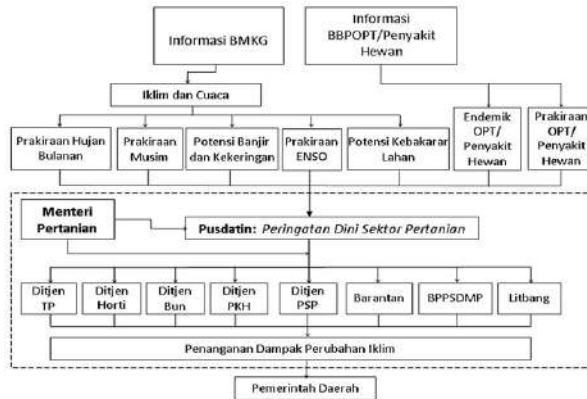 Informasi BMKG
Informasi
BBPOPT/Penyakit
Hewan
Iklim dan Cuaca
Prakiraan Hujan
Bulanan
Prakiraan
Musim
Potensi Banjir
dan Kekeringan
Prakiraan
ENSO
Potensi Kebakarar
Lahan
Endemik
OPT/
Penyakit
Hewan
Prakiraan
OPT/
Penyakit
Hewan
Menteri
Pertanian
Pusdatin: Peringatan Dini Sektor Pertanian
Ditjen
TP
Ditjen
Horti
Ditjen
Bun
Ditjen
PKH
Ditjen
PSP
Barantan
BPPSDMP
Litbang
Penanganan Dampak Perubahan Iklim
Pemerintah Daerah